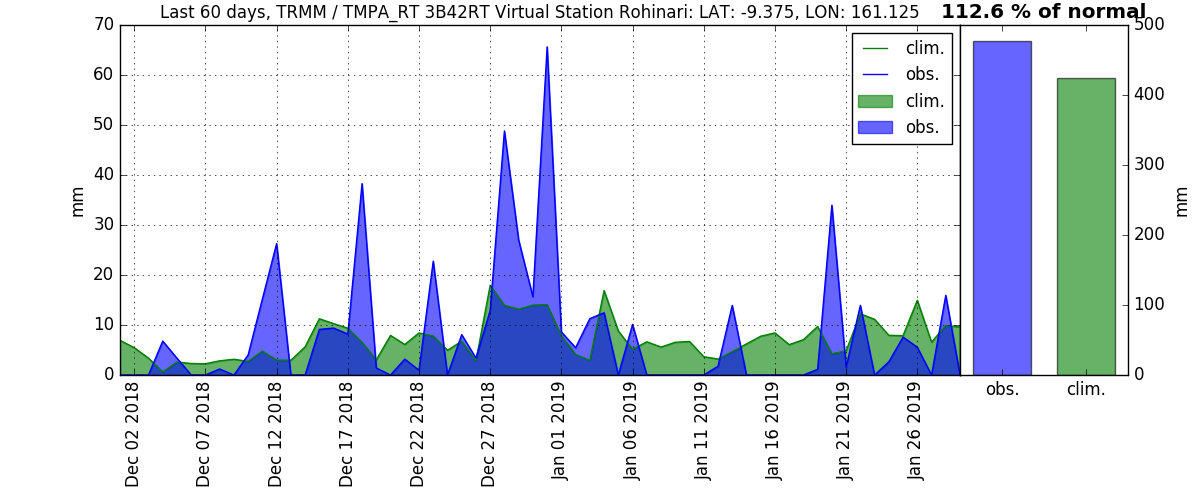 Last 60 days, TRMM / TMPA_RT 3B42RT Virtual Station Rohinari: LAT: -9.375, LON: 161.125
112.6 % of normal
70
60
50
40
30
20
10
0
mm
clim.
obs.
clim.
obs.
500
400
300
200
100
0
mm
Dec 02 2018
Dec 07 2018
Dec 12 2018
Dec 17 2018
Dec 22 2018
Dec 27 2018
Jan 01 2019
Jan 06 2019
Jan 11 2019
Jan 16 2019
Jan 21 2019
Jan 26 2019
obs.
clim.